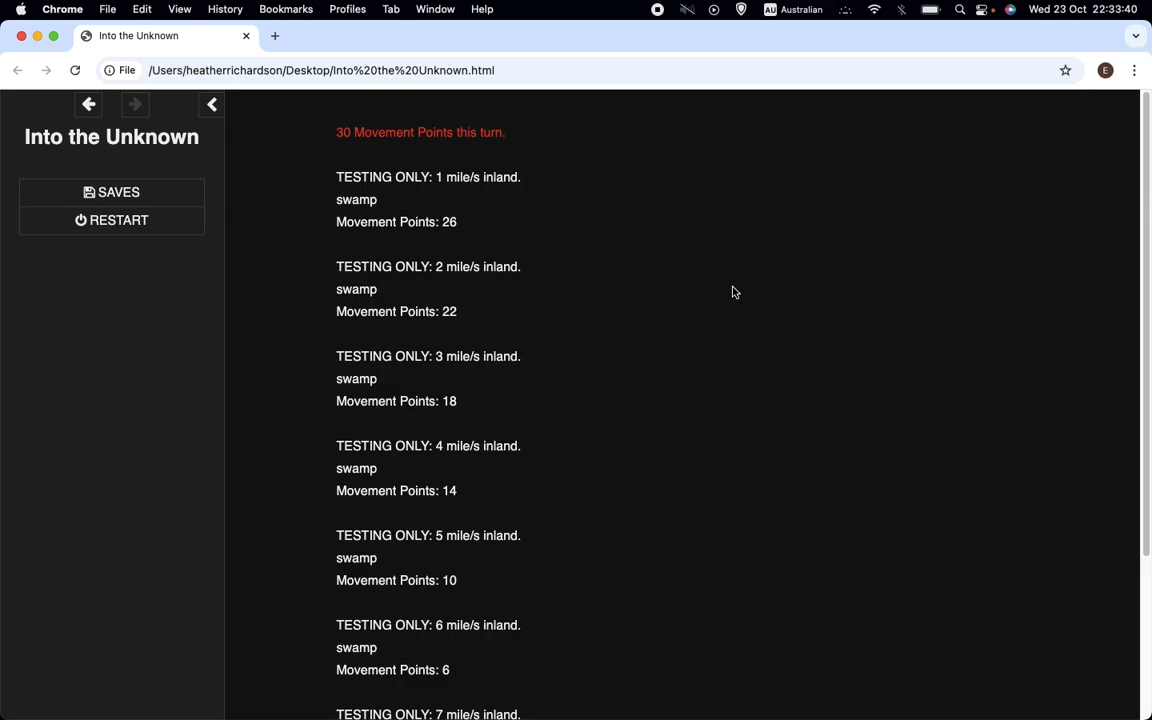 Chrome File Edit View History Bookmarks Profiles Tab Window Help AU Australian Wed 23 Oct 22:33:40
Into the Unknown
File /Users/heatherrichardson/Desktop/Into%20the%20Unknown.html E
Into the Unknown
SAVES
RESTART
30 Movement Points this turn.
TESTING ONLY: 1 mile/s inland.
swamp
Movement Points: 26
TESTING ONLY: 2 mile/s inland.
swamp
Movement Points: 22
TESTING ONLY: 3 mile/s inland.
swamp
Movement Points: 18
TESTING ONLY: 4 mile/s inland.
swamp
Movement Points: 14
TESTING ONLY: 5 mile/s inland.
swamp
Movement Points: 10
TESTING ONLY: 6 mile/s inland.
swamp
Movement Points: 6
TESTING ONLY: 7 mile/s inland.